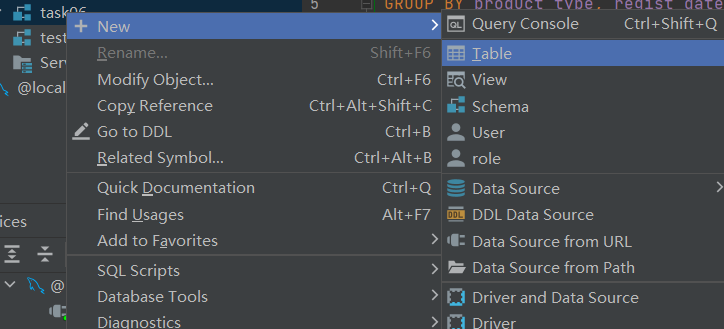 task06
5 GROUP BY product_type, regist_date
test
Ser
@local
New
Rename... Shift+F6
Modify Object... Ctrl+F6
Copy Reference Ctrl+Alt+Shift+C
Go to DDL Ctrl+B
Related Symbol... Ctrl+Alt+B
Quick Documentation Ctrl+Q
Find Usages Alt+F7
Add to Favorites
SQL Scripts
Database Tools
Diagnostics
QL Query Console Ctrl+Shift+Q
Table
View
Schema
User
role
Data Source
DDL DDL Data Source
Data Source from URL
Data Source from Path
Driver and Data Source
Driver
ices
@